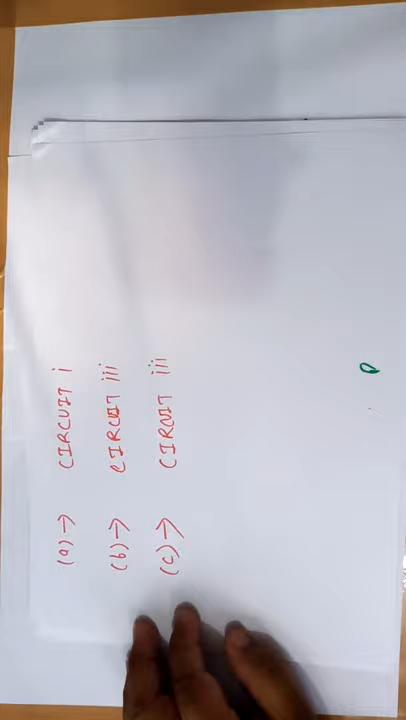 (a) → CIRCUIT i
(b) → CIRCUIT iii
(c) → CIRCUIT iii